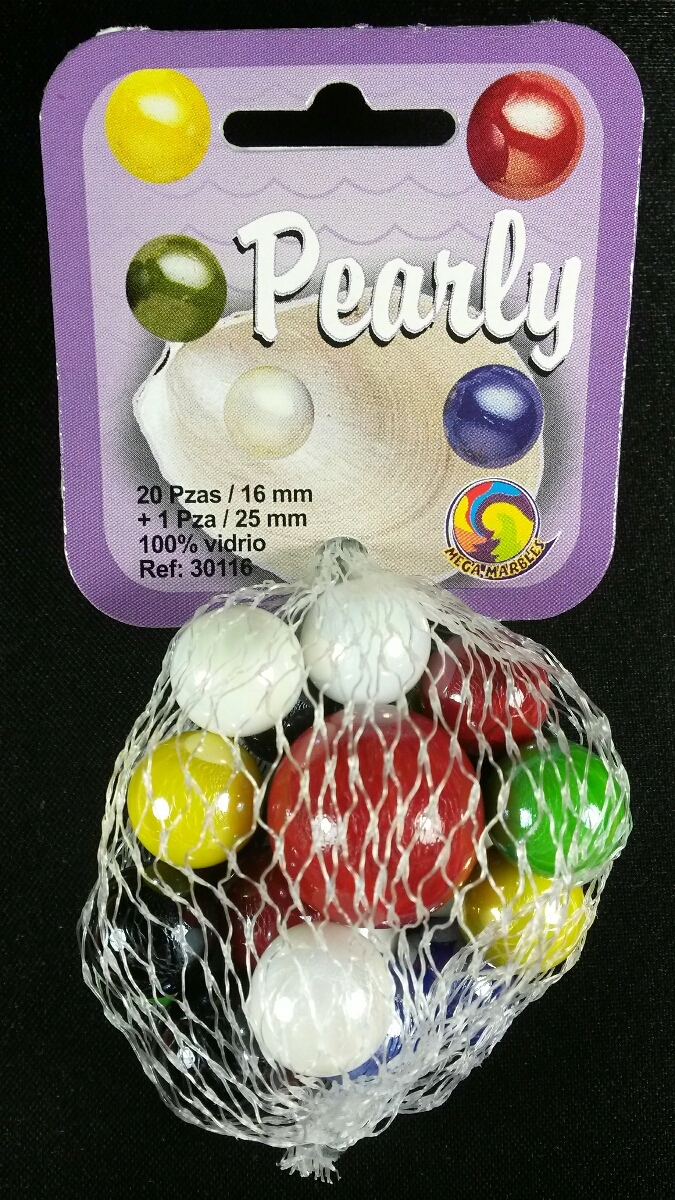 Pearly
20 Pzas / 16 mm
+ 1 Pza / 25 mm
100% vidrio
Ref: 30116
MEGA MARBLES